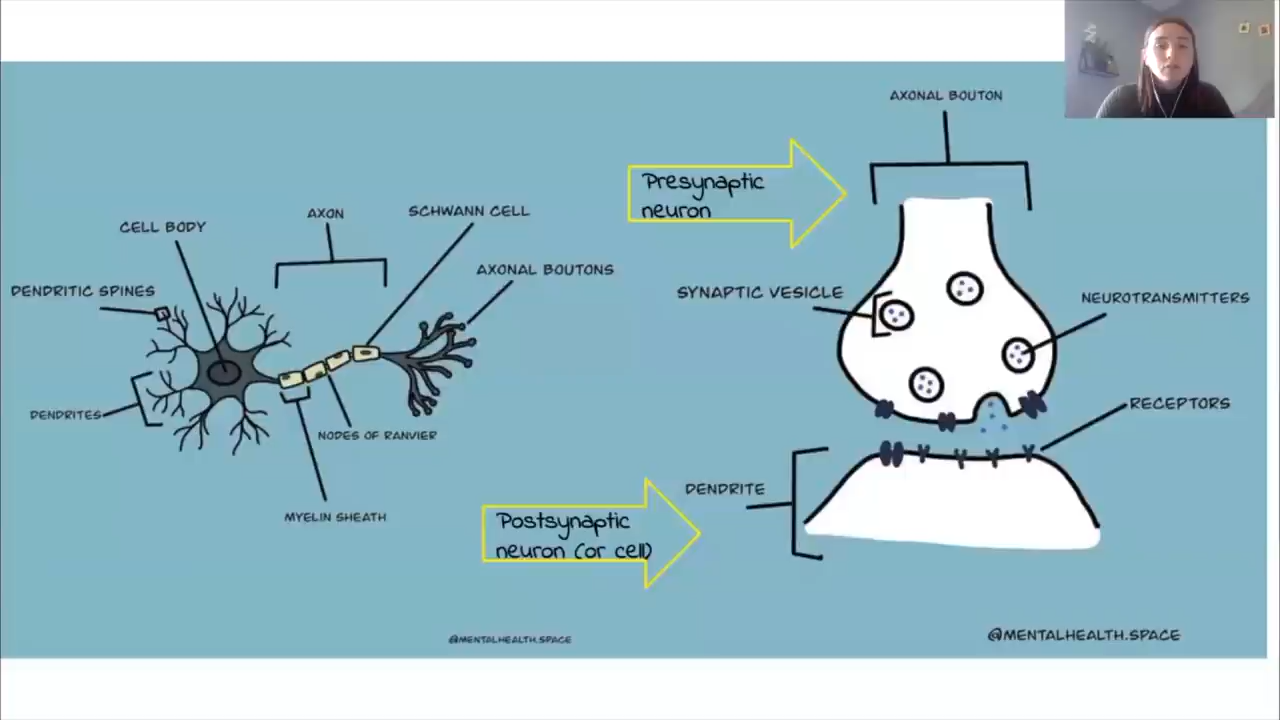 AXONAL BOUTON
Presynaptic
neuron
AXON
SCHWANN CELL
CELL BODY
AXONAL BOUTONS
DENDRITIC SPINES
SYNAPTIC VESICLE
NEUROTRANSMITTERS
DENDRITES
RECEPTORS
NODES OF RANVIER
DENDRITE
MYELIN SHEATH
Postsynaptic
neuron (or cell)
@MENTALHEALTH.SPACE
@MENTALHEALTH.SPACE